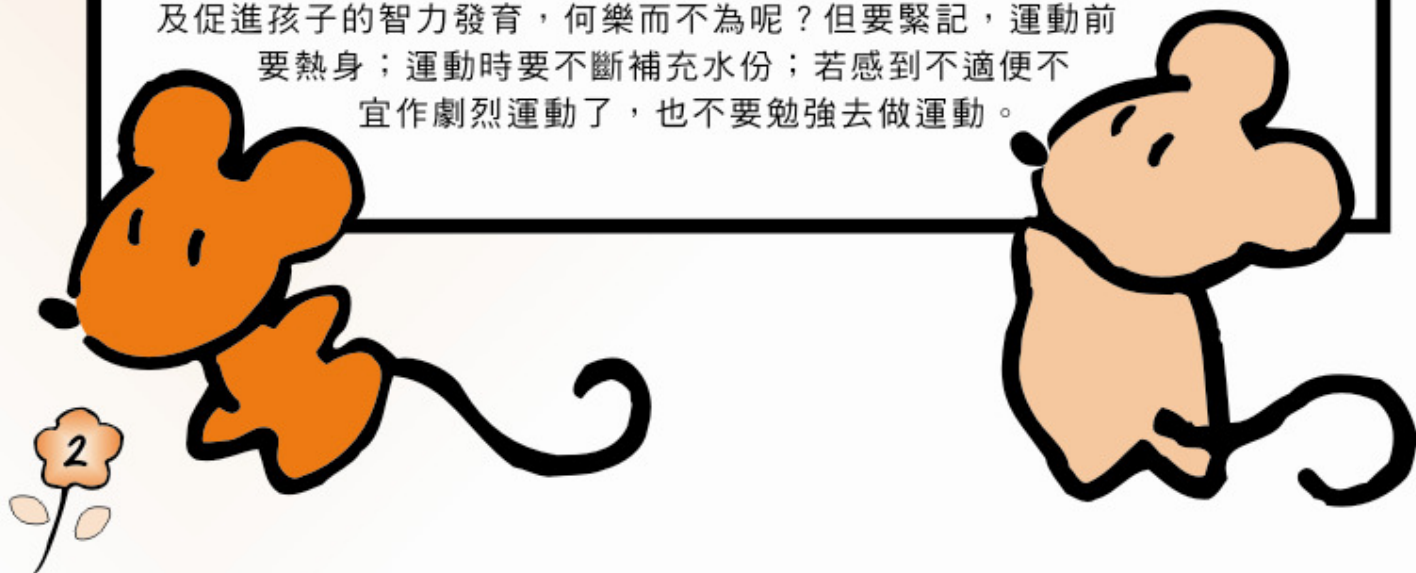 及促進孩子的智力發育，何樂而不為呢？但要緊記，運動前
要熱身；運動時要不斷補充水份；若感到不適便不
宜作劇烈運動了，也不要勉強去做運動。
2